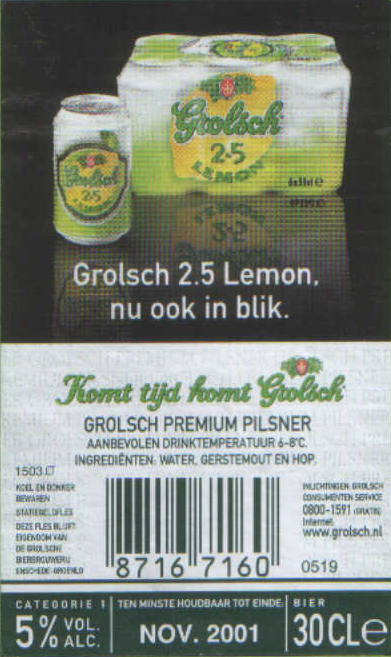 Grolsch
2.5
LEMON
Grolsch
2.5
Grolsch 2.5 Lemon,
nu ook in blik.
Komt tijd komt Grolsch
GROLSCH PREMIUM PILSNER
AANBEVOLEN DRINKTEMPERATUUR 6-8°C.
INGREDIËNTEN: WATER, GERSTEMOUT EN HOP.
1503
KOEL EN DONKER
BEWAREN
STATIEGELDFLES
DEZE FLES BLIJFT
EIGENDOM VAN
DE GROLSCHE
BIERBROUWERIJ
ENSCHEDE-GROENLO
8716 7160
INLICHTINGEN: GROLSCH
CONSUMENTEN SERVICE
0800-1591 (GRATIS)
Internet:
www.grolsch.nl
0519
CATEGORIE 1
5% VOL.
ALC.
TEN MINSTE HOUDBAAR TOT EINDE:
NOV. 2001
BIER
30 CL e